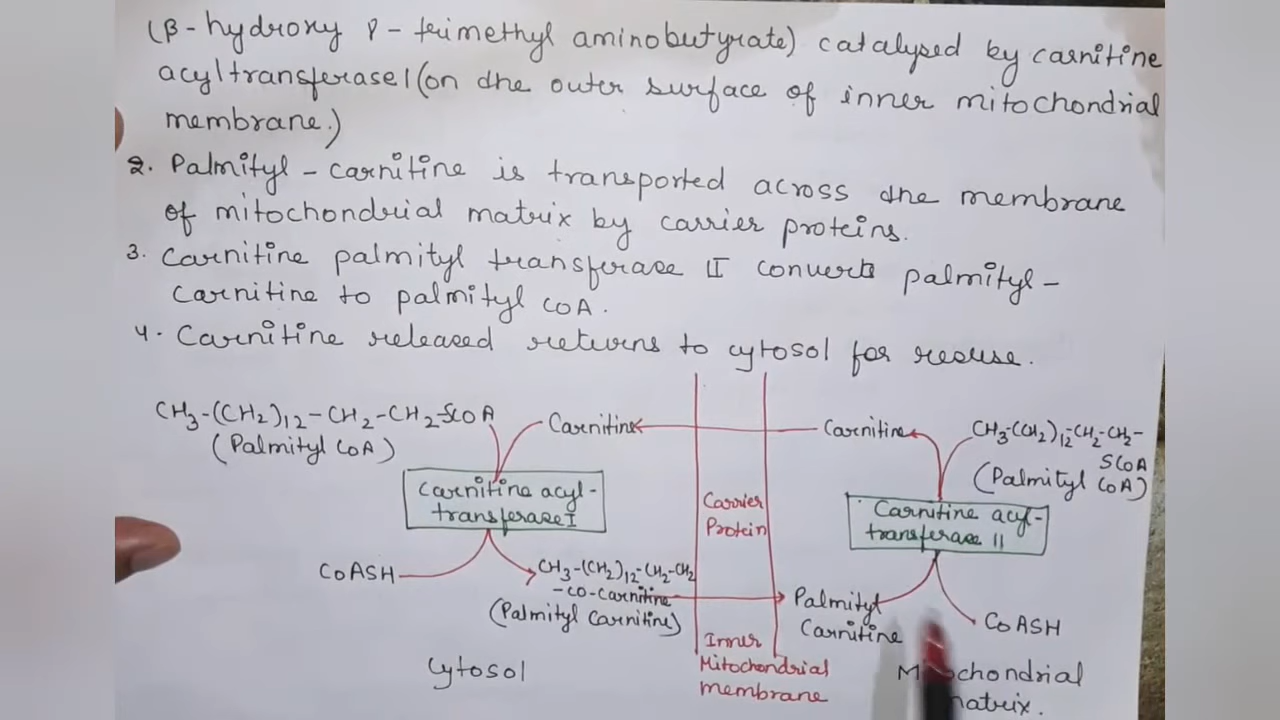 (β-hydroxy γ-trimethyl aminobutyrate) catalysed by carnitine
acyltransferase I (on the outer surface of inner mitochondrial
membrane.)
2. Palmityl-carnitine is transported across the membrane
of mitochondrial matrix by carrier proteins.
3. Carnitine palmityl transferase II converts palmityl-
carnitine to palmityl CoA.
4. Carnitine released returns to cytosol for reuse.
CH3-(CH2)12-CH2-CH2-SCOA
(Palmityl CoA)
Carnitine
Carnitine
CH3-(CH2)12-CH2-CH2-
SCOA
(Palmityl CoA)
Carnitine acyl-
transferase I
Carrier
Protein
Carnitine acyl-
transferase II
CoASH
CH3-(CH2)12-CH2-CH2
-CO-Carnitine
(Palmityl Carnitine)
Palmityl
Carnitine
CoASH
Cytosol
Inner
Mitochondrial
membrane
Mitochondrial
matrix.